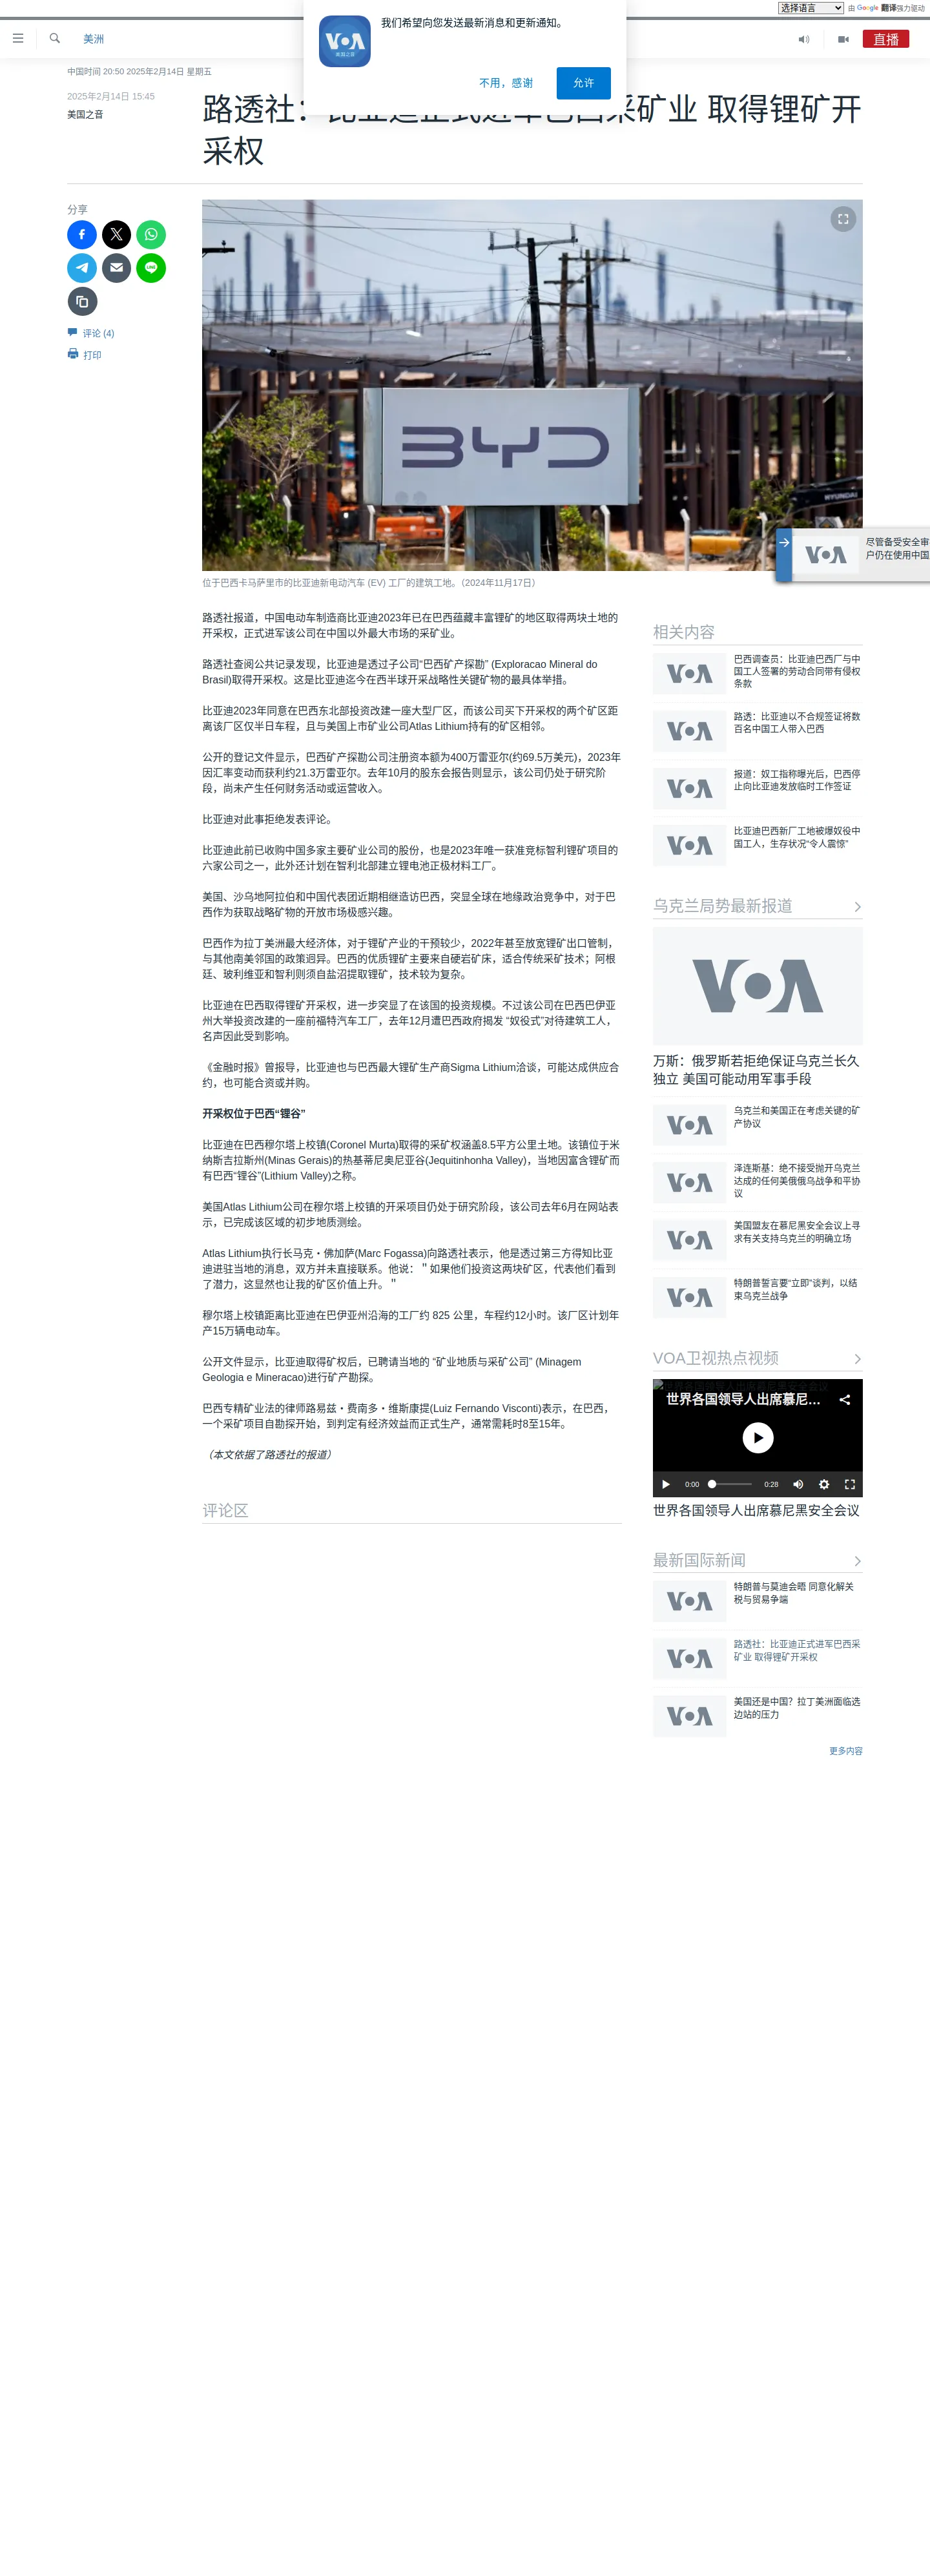 选择语言
由 Google 翻译强力驱动
我们希望向您发送最新消息和更新通知。
不用，感谢
允许
VOA
美国之音
美洲
直播
中国时间 20:50 2025年2月14日 星期五
2025年2月14日 15:45
美国之音
采矿业 取得锂矿开
采权
路透社：
分享
评论 (4)
打印
BYD
HYUNDAI
位于巴西卡马萨里市的比亚迪新电动汽车 (EV) 工厂的建筑工地。（2024年11月17日）
尽管备受安全审
户仍在使用中国
路透社报道，中国电动车制造商比亚迪2023年已在巴西蕴藏丰富锂矿的地区取得两块土地的
开采权，正式进军该公司在中国以外最大市场的采矿业。
路透社查阅公共记录发现，比亚迪是透过子公司“巴西矿产探勘” (Exploracao Mineral do
Brasil)取得开采权。这是比亚迪迄今在西半球开采战略性关键矿物的最具体举措。
比亚迪2023年同意在巴西东北部投资改建一座大型厂区，而该公司买下开采权的两个矿区距
离该厂区仅半日车程，且与美国上市矿业公司Atlas Lithium持有的矿区相邻。
公开的登记文件显示，巴西矿产探勘公司注册资本额为400万雷亚尔(约69.5万美元)，2023年
因汇率变动而获利约21.3万雷亚尔。去年10月的股东会报告则显示，该公司仍处于研究阶
段，尚未产生任何财务活动或运营收入。
比亚迪对此事拒绝发表评论。
比亚迪此前已收购中国多家主要矿业公司的股份，也是2023年唯一获准竞标智利锂矿项目的
六家公司之一，此外还计划在智利北部建立锂电池正极材料工厂。
美国、沙乌地阿拉伯和中国代表团近期相继造访巴西，突显全球在地缘政治竞争中，对于巴
西作为获取战略矿物的开放市场极感兴趣。
巴西作为拉丁美洲最大经济体，对于锂矿产业的干预较少，2022年甚至放宽锂矿出口管制，
与其他南美邻国的政策迥异。巴西的优质锂矿主要来自硬岩矿床，适合传统采矿技术；阿根
廷、玻利维亚和智利则须自盐沼提取锂矿，技术较为复杂。
比亚迪在巴西取得锂矿开采权，进一步突显了在该国的投资规模。不过该公司在巴西巴伊亚
州大举投资改建的一座前福特汽车工厂，去年12月遭巴西政府揭发 “奴役式”对待建筑工人，
名声因此受到影响。
《金融时报》曾报导，比亚迪也与巴西最大锂矿生产商Sigma Lithium洽谈，可能达成供应合
约，也可能合资或并购。
开采权位于巴西“锂谷”
比亚迪在巴西穆尔塔上校镇(Coronel Murta)取得的采矿权涵盖8.5平方公里土地。该镇位于米
纳斯吉拉斯州(Minas Gerais)的热基蒂尼奥尼亚谷(Jequitinhonha Valley)，当地因富含锂矿而
有巴西“锂谷”(Lithium Valley)之称。
美国Atlas Lithium公司在穆尔塔上校镇的开采项目仍处于研究阶段，该公司去年6月在网站表
示，已完成该区域的初步地质测绘。
Atlas Lithium执行长马克・佛加萨(Marc Fogassa)向路透社表示，他是透过第三方得知比亚
迪进驻当地的消息，双方并未直接联系。他说：＂如果他们投资这两块矿区，代表他们看到
了潜力，这显然也让我的矿区价值上升。＂
穆尔塔上校镇距离比亚迪在巴伊亚州沿海的工厂约 825 公里，车程约12小时。该厂区计划年
产15万辆电动车。
公开文件显示，比亚迪取得矿权后，已聘请当地的 “矿业地质与采矿公司” (Minagem
Geologia e Mineracao)进行矿产勘探。
巴西专精矿业法的律师路易兹・费南多・维斯康提(Luiz Fernando Visconti)表示，在巴西，
一个采矿项目自勘探开始，到判定有经济效益而正式生产，通常需耗时8至15年。
（本文依据了路透社的报道）
评论区
相关内容
巴西调查员：比亚迪巴西厂与中
国工人签署的劳动合同带有侵权
条款
路透：比亚迪以不合规签证将数
百名中国工人带入巴西
报道：奴工指称曝光后，巴西停
止向比亚迪发放临时工作签证
比亚迪巴西新厂工地被爆奴役中
国工人，生存状况“令人震惊”
乌克兰局势最新报道
VOA
万斯：俄罗斯若拒绝保证乌克兰长久
独立 美国可能动用军事手段
乌克兰和美国正在考虑关键的矿
产协议
泽连斯基：绝不接受抛开乌克兰
达成的任何美俄俄乌战争和平协
议
美国盟友在慕尼黑安全会议上寻
求有关支持乌克兰的明确立场
特朗普誓言要“立即”谈判，以结
束乌克兰战争
VOA卫视热点视频
世界各国领导人出席慕尼...
0:00
0:28
世界各国领导人出席慕尼黑安全会议
最新国际新闻
特朗普与莫迪会晤 同意化解关
税与贸易争端
路透社：比亚迪正式进军巴西采
矿业 取得锂矿开采权
美国还是中国？拉丁美洲面临选
边站的压力
更多内容